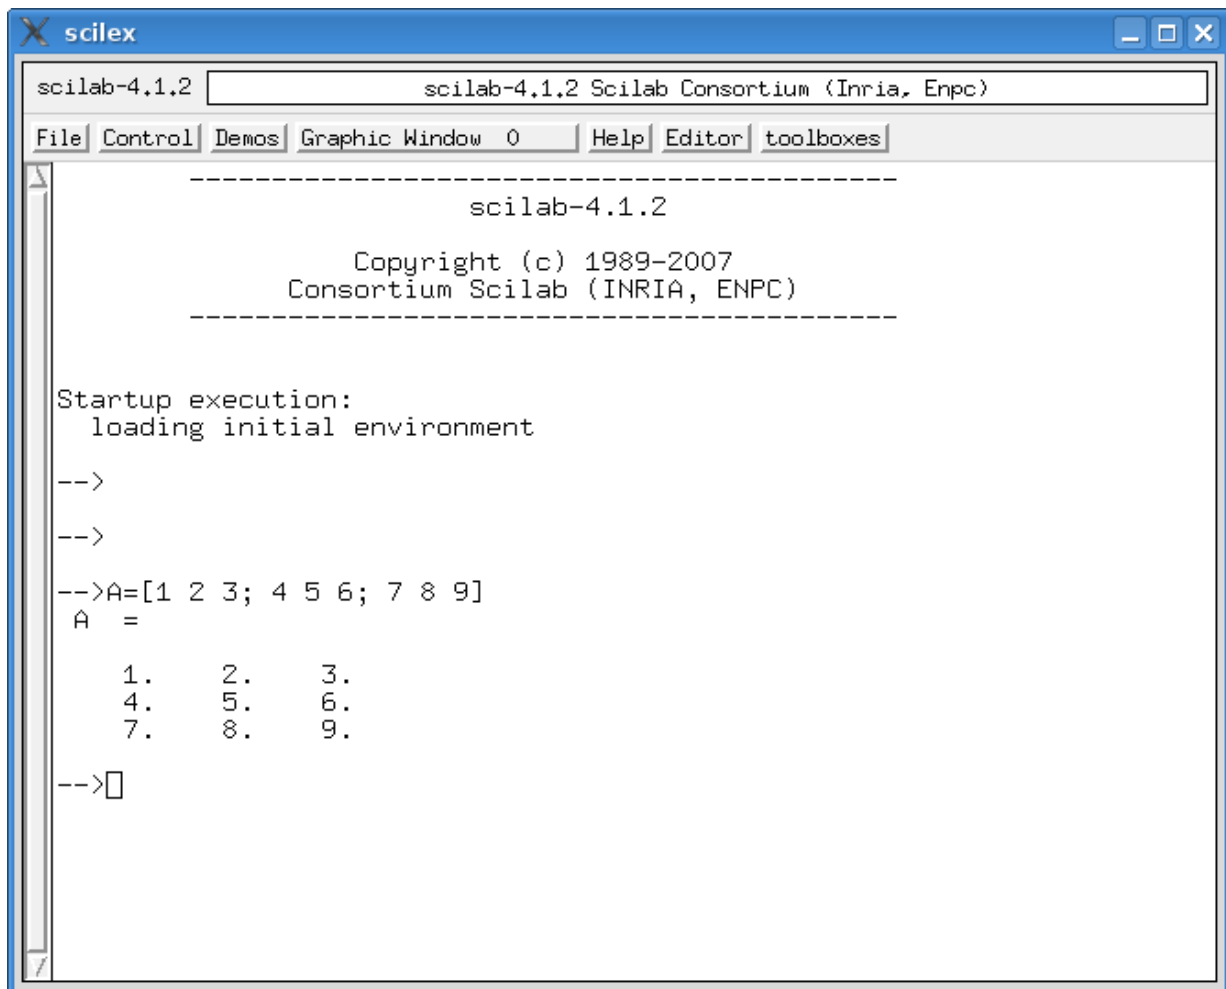 scilex
scilab-4.1.2 scilab-4.1.2 Scilab Consortium (Inria, Enpc)
File Control Demos Graphic Window 0 Help Editor toolboxes
-------------------------------------------
scilab-4.1.2
Copyright (c) 1989-2007
Consortium Scilab (INRIA, ENPC)
-------------------------------------------
Startup execution:
loading initial environment
-->
-->
-->A=[1 2 3; 4 5 6; 7 8 9]
A =
1. 2. 3.
4. 5. 6.
7. 8. 9.
-->